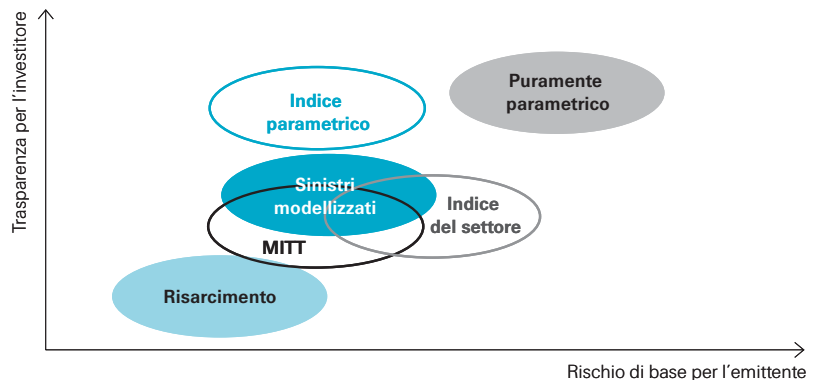 Trasparenza per l'investitore
Puramente
parametrico
Indice
parametrico
Sinistri
modellizzati
Indice
del settore
MITT
Risarcimento
Rischio di base per l'emittente